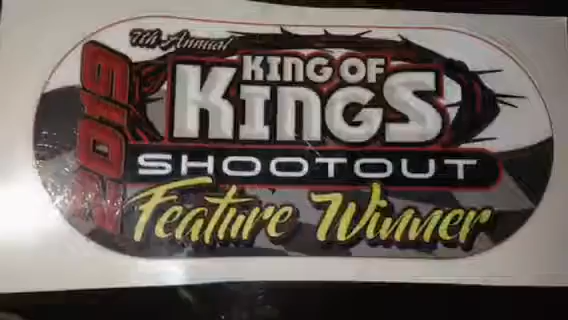 7th Annual
2019
KING OF
KINGS
SHOOTOUT
Feature Winner